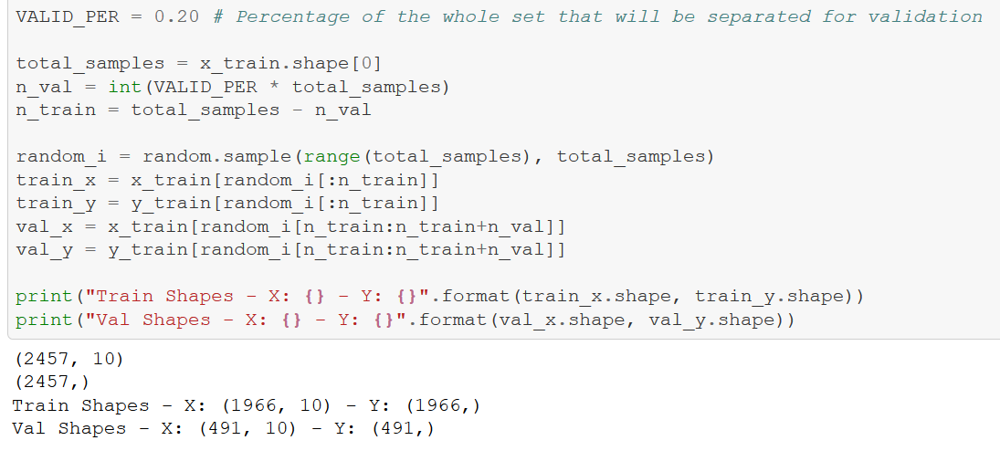 VALID_PER = 0.20 # Percentage of the whole set that will be separated for validation
total_samples = x_train.shape[0]
n_val = int(VALID_PER * total_samples)
n_train = total_samples - n_val
random_i = random.sample(range(total_samples), total_samples)
train_x = x_train[random_i[:n_train]]
train_y = y_train[random_i[:n_train]]
val_x = x_train[random_i[n_train:n_train+n_val]]
val_y = y_train[random_i[n_train:n_train+n_val]]
print("Train Shapes - X: {} - Y: {}".format(train_x.shape, train_y.shape))
print("Val Shapes - X: {} - Y: {}".format(val_x.shape, val_y.shape))
(2457, 10)
(2457,)
Train Shapes - X: (1966, 10) - Y: (1966,)
Val Shapes - X: (491, 10) - Y: (491,)